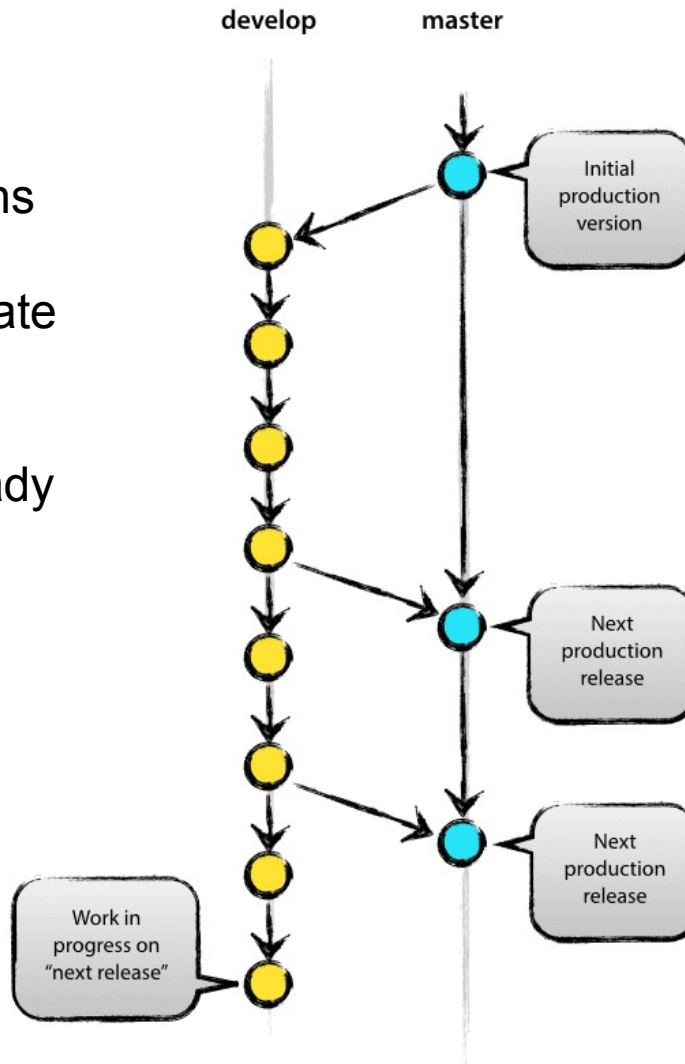 develop
master
ns
ate
ady
Initial
production
version
Next
production
release
Next
production
release
Work in
progress on
“next release”